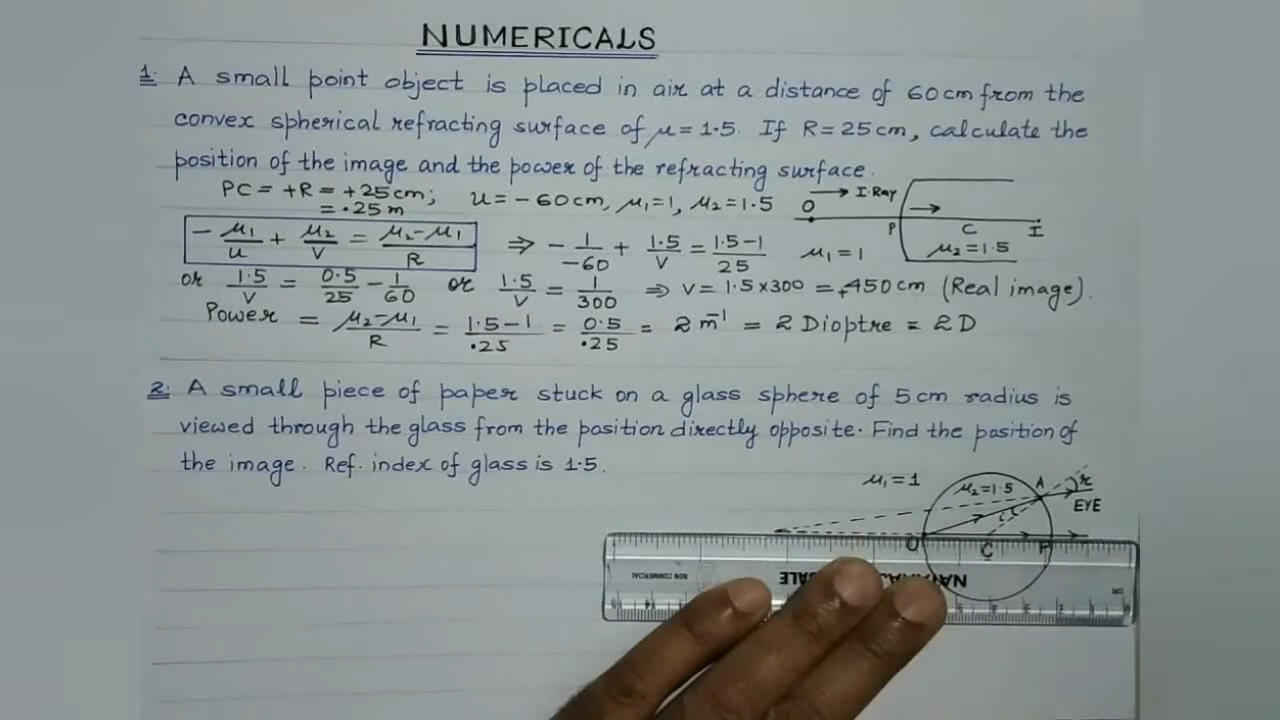 NUMERICALS
1. A small point object is placed in air at a distance of 60 cm from the
convex spherical refracting surface of μ = 1.5. If R = 25 cm, calculate the
position of the image and the power of the refracting surface.
PC = +R = +25 cm; u = - 60 cm, μ₁ = 1, μ₂ = 1.5
= .25 m
O → I. Ray
P C I
μ₁ = 1 μ₂ = 1.5
- μ₁/u + μ₂/v = (μ₂ - μ₁)/R ⇒ - 1/-60 + 1.5/v = (1.5 - 1)/25
or 1.5/v = 0.5/25 - 1/60 or 1.5/v = 1/300 ⇒ v = 1.5 × 300 = +450 cm (Real image).
Power = (μ₂ - μ₁)/R = (1.5 - 1)/.25 = 0.5/.25 = 2 m⁻¹ = 2 Dioptre = 2 D
2. A small piece of paper stuck on a glass sphere of 5 cm radius is
viewed through the glass from the position directly opposite. Find the position of
the image. Ref. index of glass is 1.5.
μ₁ = 1 μ₂ = 1.5 A r
i EYE
O C P
NON COMMERCIAL